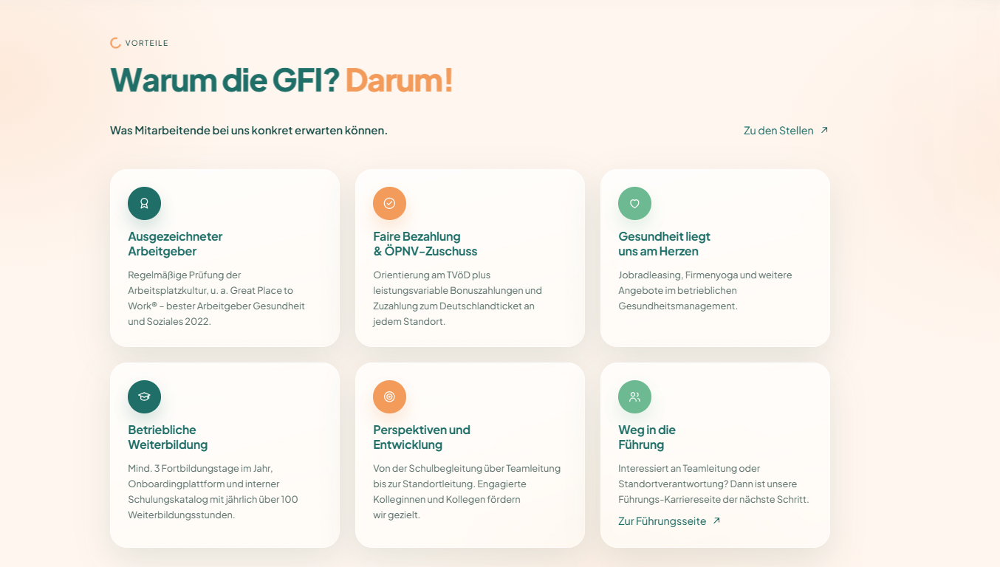 VORTEILE
Warum die GFI? Darum!
Was Mitarbeitende bei uns konkret erwarten können.
Zu den Stellen
Ausgezeichneter
Arbeitgeber
Regelmäßige Prüfung der
Arbeitsplatzkultur, u. a. Great Place to
Work® – bester Arbeitgeber Gesundheit
und Soziales 2022.
Faire Bezahlung
& ÖPNV-Zuschuss
Orientierung am TVöD plus
leistungsvariable Bonuszahlungen und
Zuzahlung zum Deutschlandticket an
jedem Standort.
Gesundheit liegt
uns am Herzen
Jobradleasing, Firmenyoga und weitere
Angebote im betrieblichen
Gesundheitsmanagement.
Betriebliche
Weiterbildung
Mind. 3 Fortbildungstage im Jahr,
Onboardingplattform und interner
Schulungskatalog mit jährlich über 100
Weiterbildungsstunden.
Perspektiven und
Entwicklung
Von der Schulbegleitung über Teamleitung
bis zur Standortleitung. Engagierte
Kolleginnen und Kollegen fördern
wir gezielt.
Weg in die
Führung
Interessiert an Teamleitung oder
Standortverantwortung? Dann ist unsere
Führungs-Karriereseite der nächste Schritt.
Zur Führungsseite